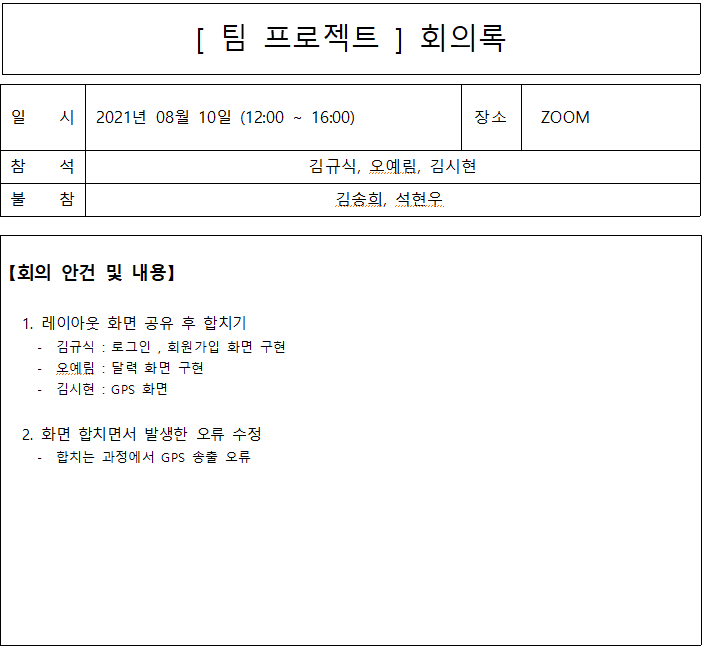 [ 팀 프로젝트 ] 회의록
일 시 2021년 08월 10일 (12:00 ~ 16:00) 장소 ZOOM
참 석 김규식, 오예림, 김시현
불 참 김송희, 석현우
【회의 안건 및 내용】
1. 레이아웃 화면 공유 후 합치기
- 김규식 : 로그인 , 회원가입 화면 구현
- 오예림 : 달력 화면 구현
- 김시현 : GPS 화면
2. 화면 합치면서 발생한 오류 수정
- 합치는 과정에서 GPS 송출 오류